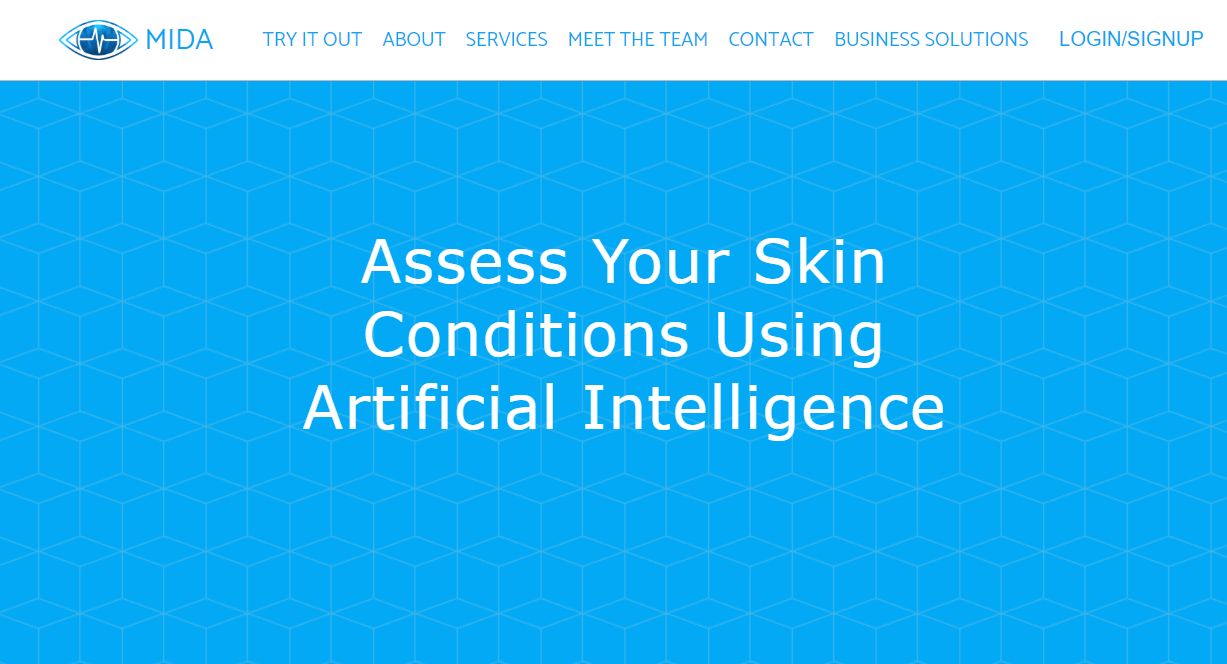 MIDA TRY IT OUT ABOUT SERVICES MEET THE TEAM CONTACT BUSINESS SOLUTIONS LOGIN/SIGNUP
Assess Your Skin
Conditions Using
Artificial Intelligence